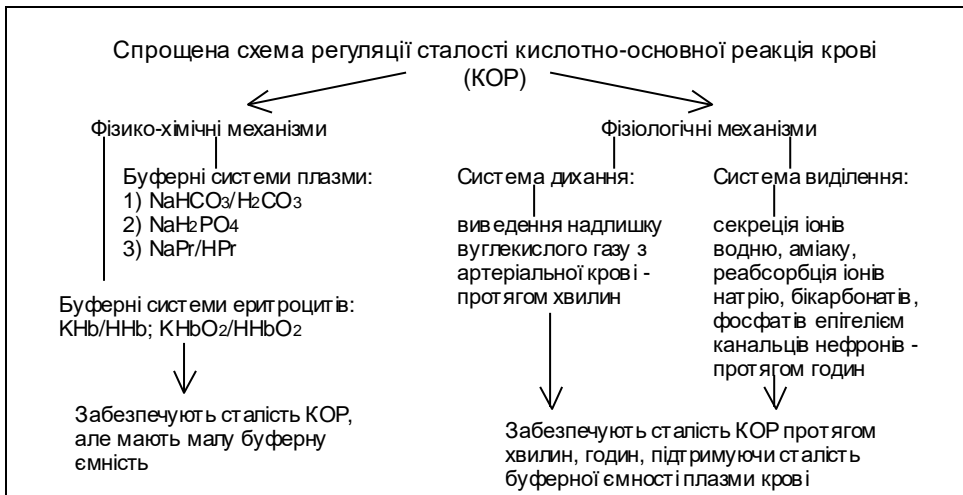 Спрощена схема регуляції сталості кислотно-основної реакція крові
(КОР)
Фізико-хімічні механізми
Буферні системи плазми:
1) NaHCO3/H2CO3
2) NaH2PO4
3) NaPr/HPr
Буферні системи еритроцитів:
KHb/HHb; KHbO2/HHbO2
Забезпечують сталість КОР,
але мають малу буферну
ємність
Фізіологічні механізми
Система дихання:
виведення надлишку
вуглекислого газу з
артеріальної крові -
протягом хвилин
Система виділення:
секреція іонів
водню, аміаку,
реабсорбція іонів
натрію, бікарбонатів,
фосфатів епітелієм
канальців нефронів -
протягом годин
Забезпечують сталість КОР протягом
хвилин, годин, підтримуючи сталість
буферної ємності плазми крові